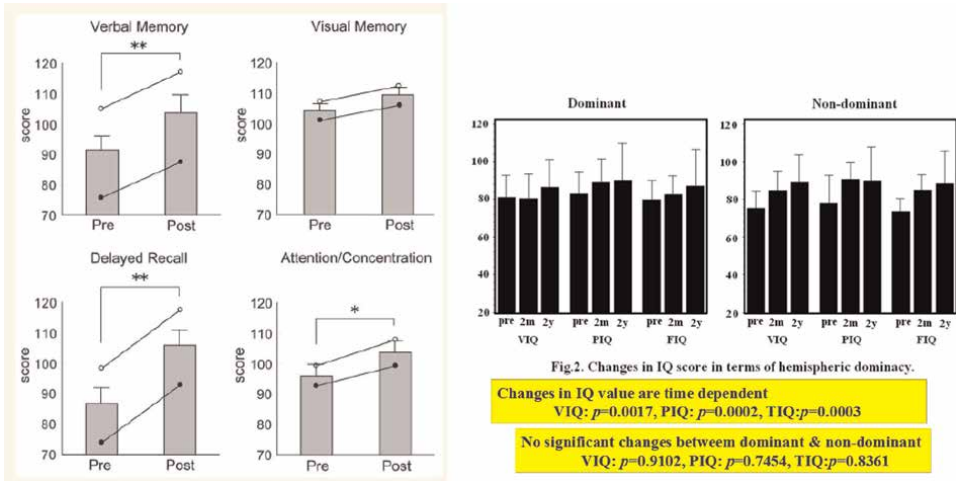 Verbal Memory
**
120
110
100
90
80
70
score
Pre Post
Visual Memory
120
110
100
90
80
70
score
Pre Post
Delayed Recall
**
120
110
100
90
80
70
score
Pre Post
Attention/Concentration
*
120
110
100
90
80
70
score
Pre Post
Dominant
120
100
80
60
40
20
pre 2m 2y pre 2m 2y pre 2m 2y
VIQ PIQ FIQ
Non-dominant
120
100
80
60
40
20
pre 2m 2y pre 2m 2y pre 2m 2y
VIQ PIQ FIQ
Fig.2. Changes in IQ score in terms of hemispheric dominacy.
Changes in IQ value are time dependent
VIQ: p=0.0017, PIQ: p=0.0002, TIQ:p=0.0003
No significant changes betweem dominant & non-dominant
VIQ: p=0.9102, PIQ: p=0.7454, TIQ:p=0.8361